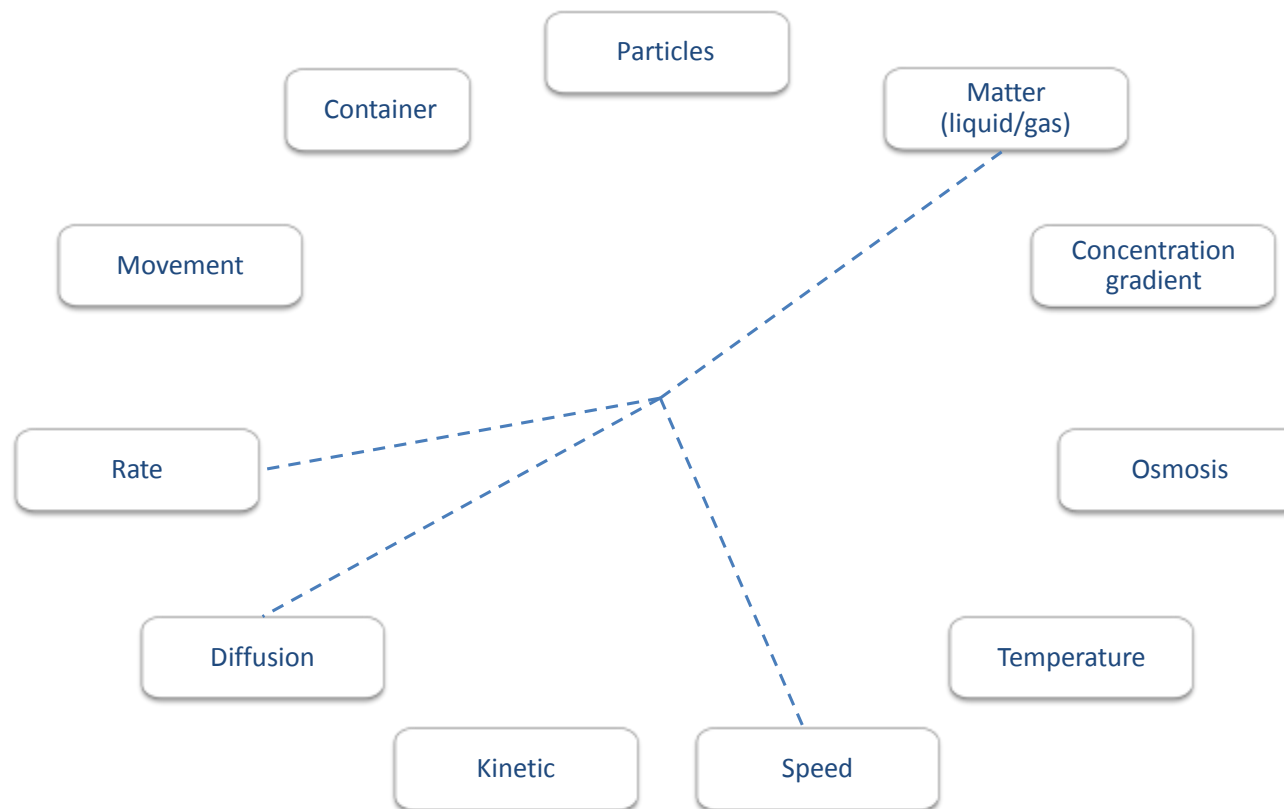 Particles
Container
Matter
(liquid/gas)
Movement
Concentration
gradient
Rate
Osmosis
Diffusion
Temperature
Kinetic
Speed